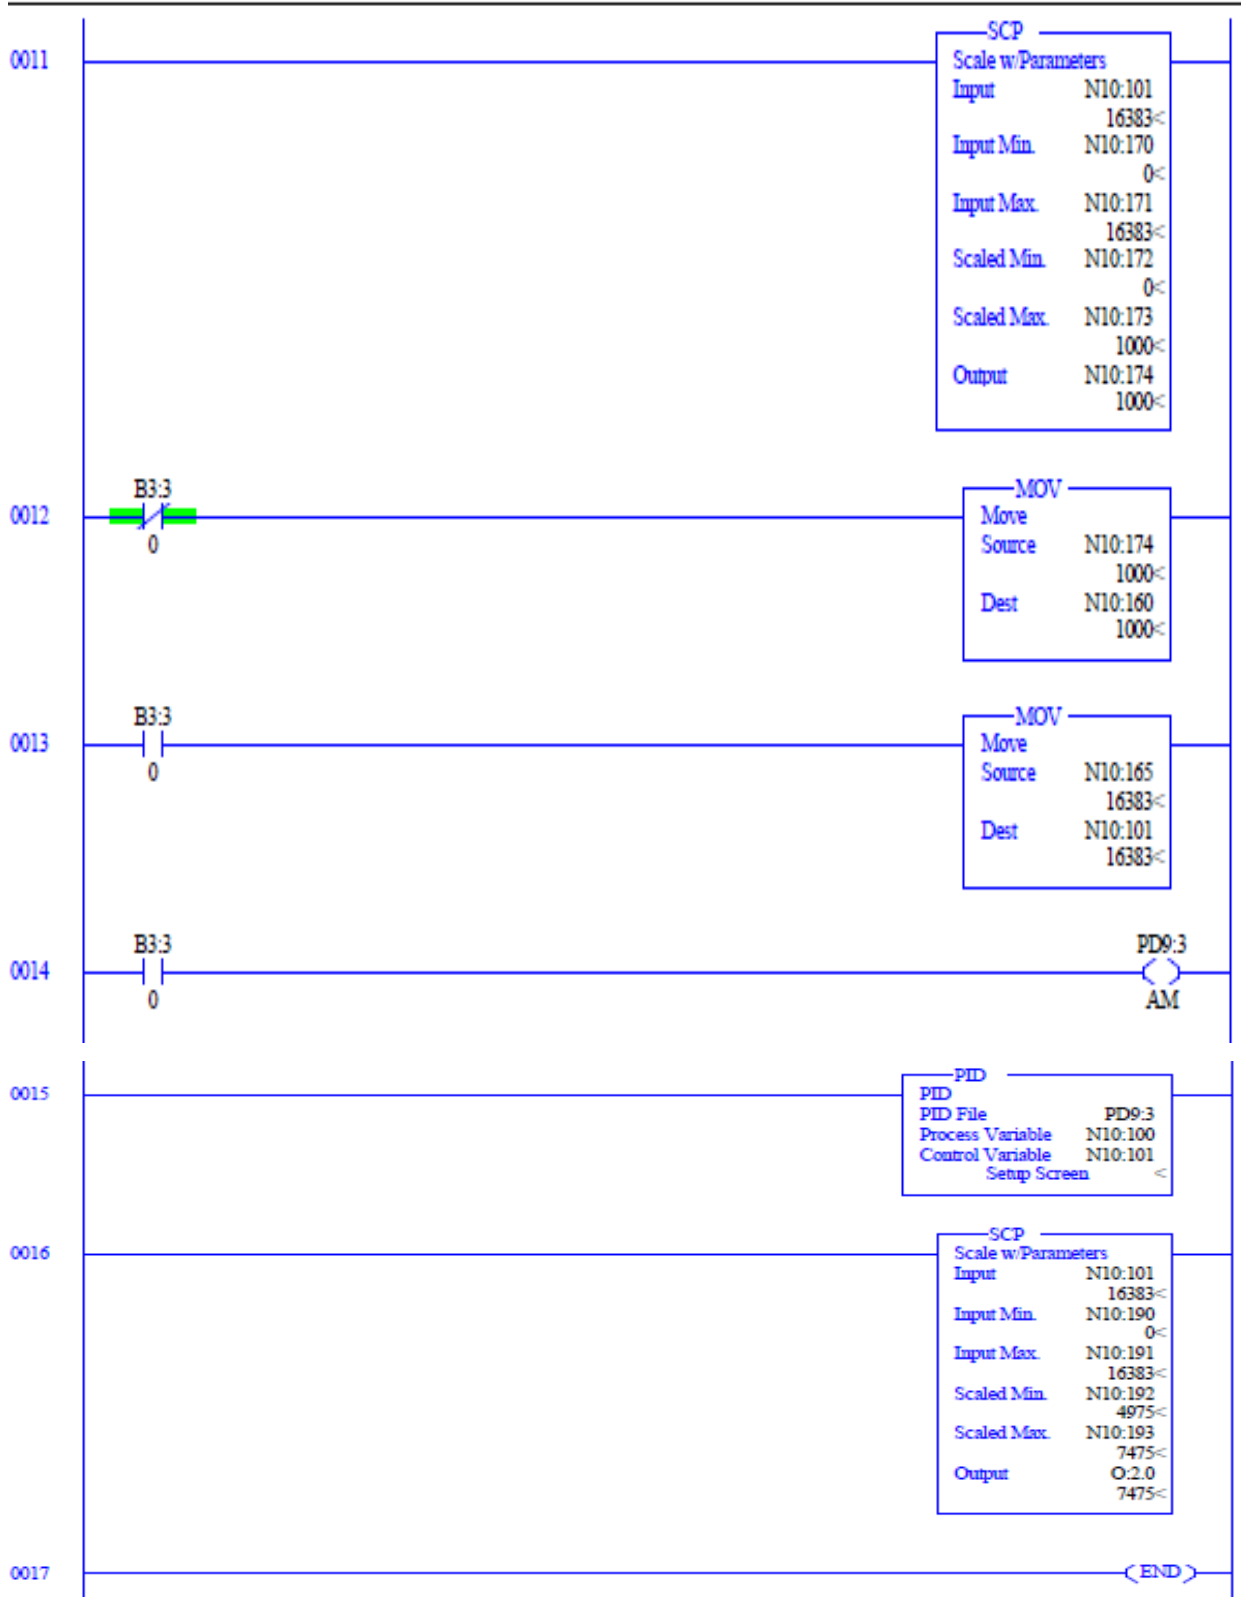 SCP
0011
Scale w/Parameters
Input N10:101
16383<
Input Min. N10:170
0<
Input Max. N10:171
16383<
Scaled Min. N10:172
0<
Scaled Max. N10:173
1000<
Output N10:174
1000<
B3:3
MOV
0012
Move
0
Source N10:174
1000<
Dest N10:160
1000<
B3:3
MOV
0013
Move
0
Source N10:165
16383<
Dest N10:101
16383<
B3:3
PD9:3
0014
0
AM
PID
0015
PID
PID File PD9:3
Process Variable N10:100
Control Variable N10:101
Setup Screen <
SCP
0016
Scale w/Parameters
Input N10:101
16383<
Input Min. N10:190
0<
Input Max. N10:191
16383<
Scaled Min. N10:192
4975<
Scaled Max. N10:193
7475<
Output O:2.0
7475<
0017
END